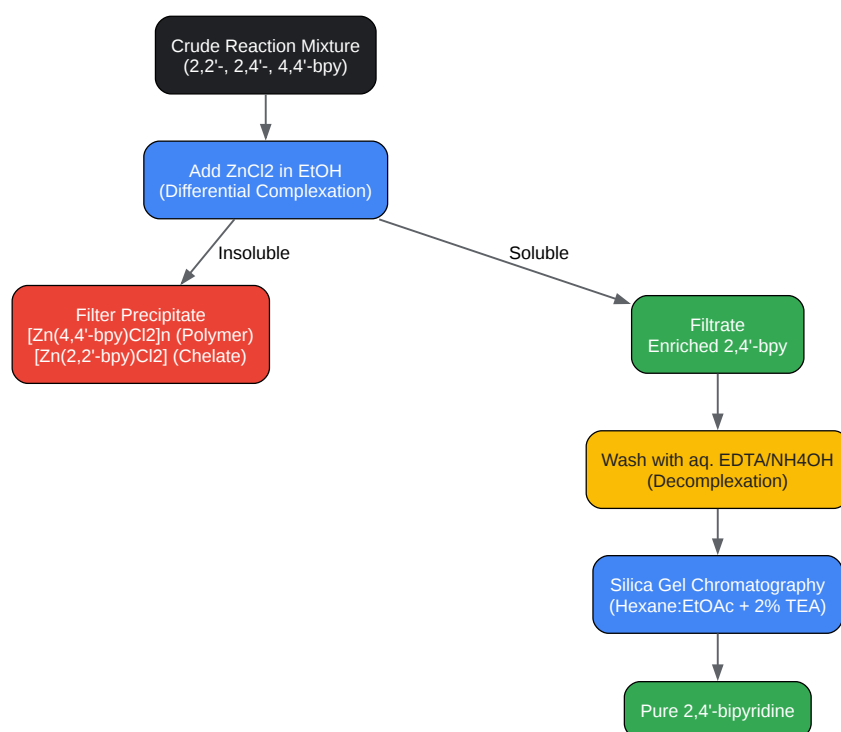 Crude Reaction Mixture
(2,2'-, 2,4'-, 4,4'-bpy)
Add ZnCl2 in EtOH
(Differential Complexation)
Insoluble
Soluble
Filter Precipitate
[Zn(4,4'-bpy)Cl2]n (Polymer)
[Zn(2,2'-bpy)Cl2] (Chelate)
Filtrate
Enriched 2,4'-bpy
Wash with aq. EDTA/NH4OH
(Decomplexation)
Silica Gel Chromatography
(Hexane:EtOAc + 2% TEA)
Pure 2,4'-bipyridine